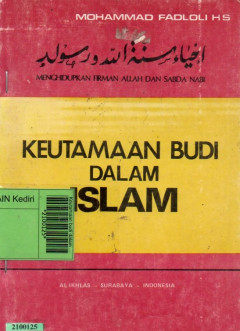 MOHAMMAD FADLOLI HS
إحياء سنة الله ورسوله
MENGHIDUPKAN FIRMAN ALLAH DAN SABDA NABI
KEUTAMAAN BUDI
DALAM
ISLAM
AIN Kediri
AL IKHLAS - SURABAYA - INDONESIA
2100125